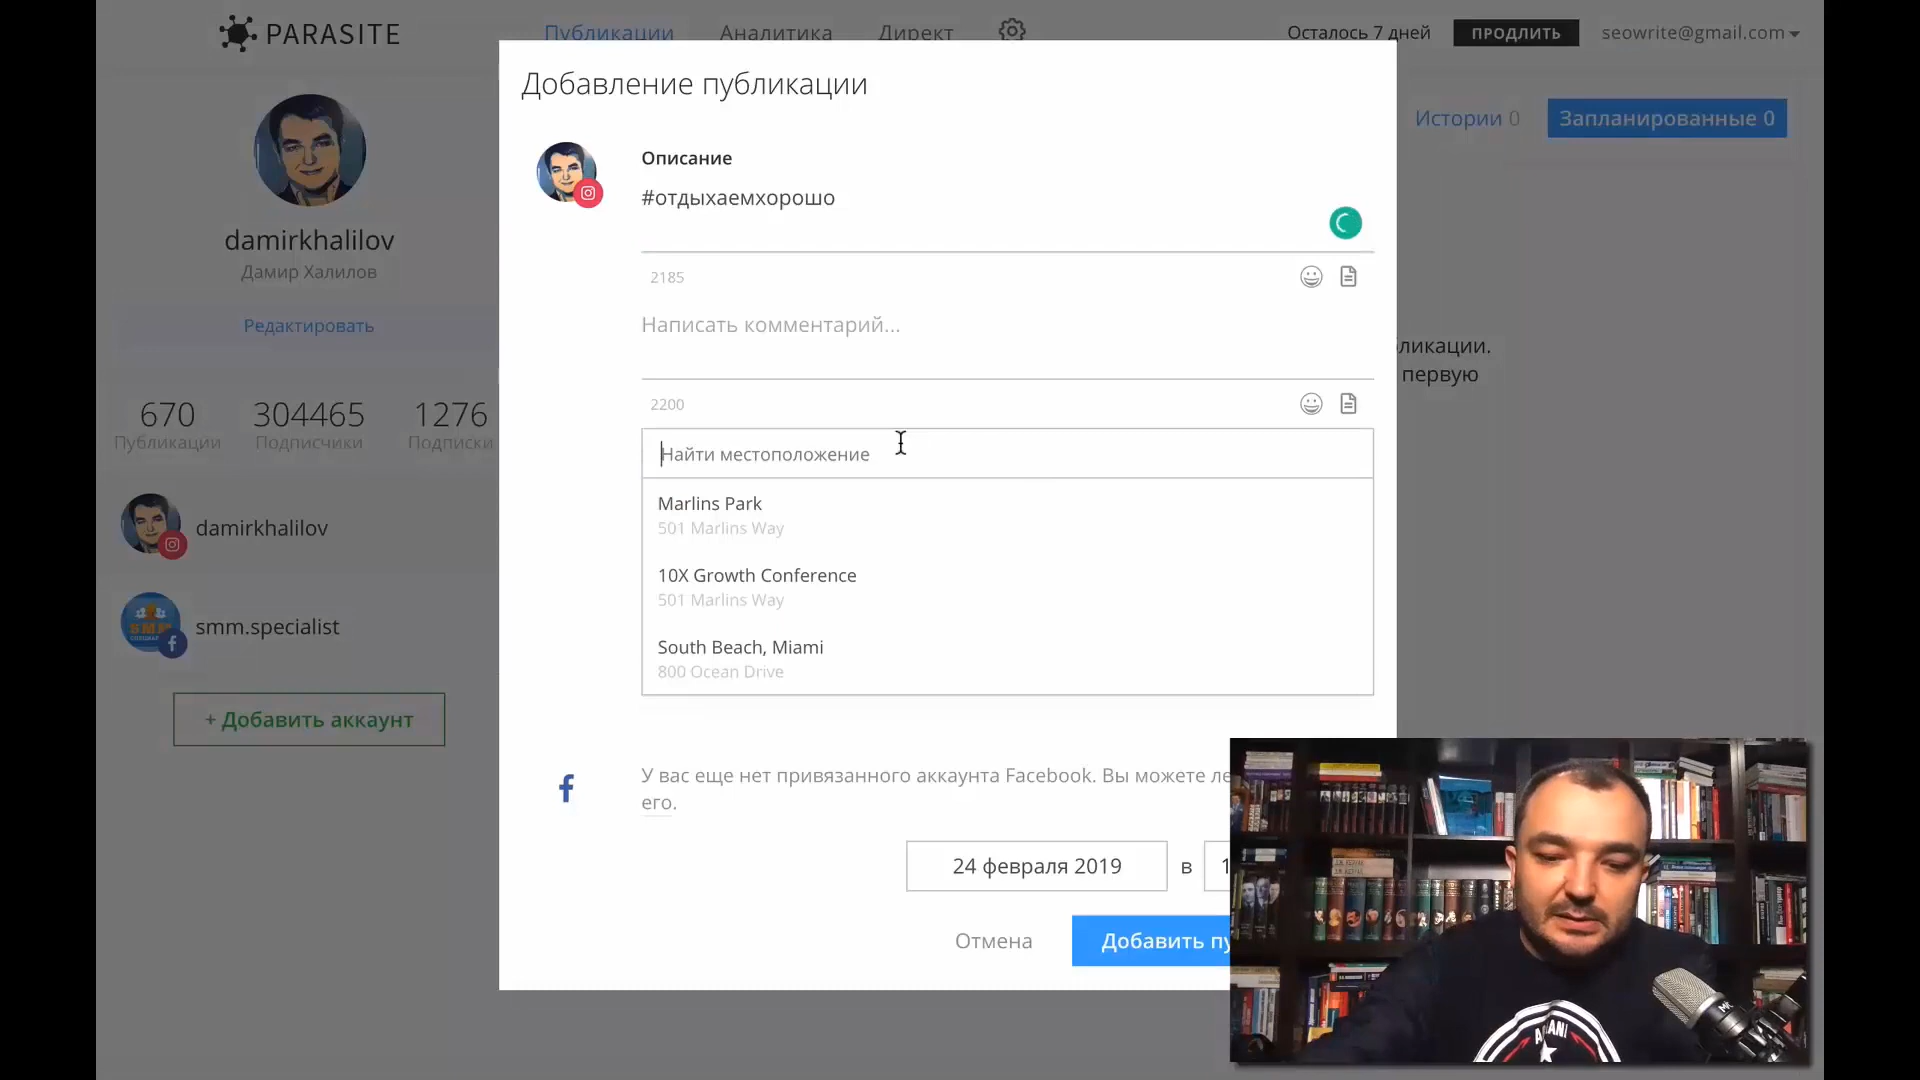 PARASITE
Публикации
Аналитика
Директ
Осталось 7 дней
ПРОДЛИТЬ
seowrite@gmail.com
Истории 0
Запланированные 0
damirkhalilov
Дамир Халилов
Редактировать
670
304465
1276
Публикации
Подписчики
Подписки
damirkhalilov
smm.specialist
+ Добавить аккаунт
Добавление публикации
Описание
#отдыхаемхорошо
2185
Написать комментарий...
2200
Найти местоположение
Marlins Park
501 Marlins Way
10X Growth Conference
501 Marlins Way
South Beach, Miami
800 Ocean Drive
У вас еще нет привязанного аккаунта Facebook. Вы можете ле
его.
24 февраля 2019
в
1
Отмена
Добавить пу
ликации.
первую